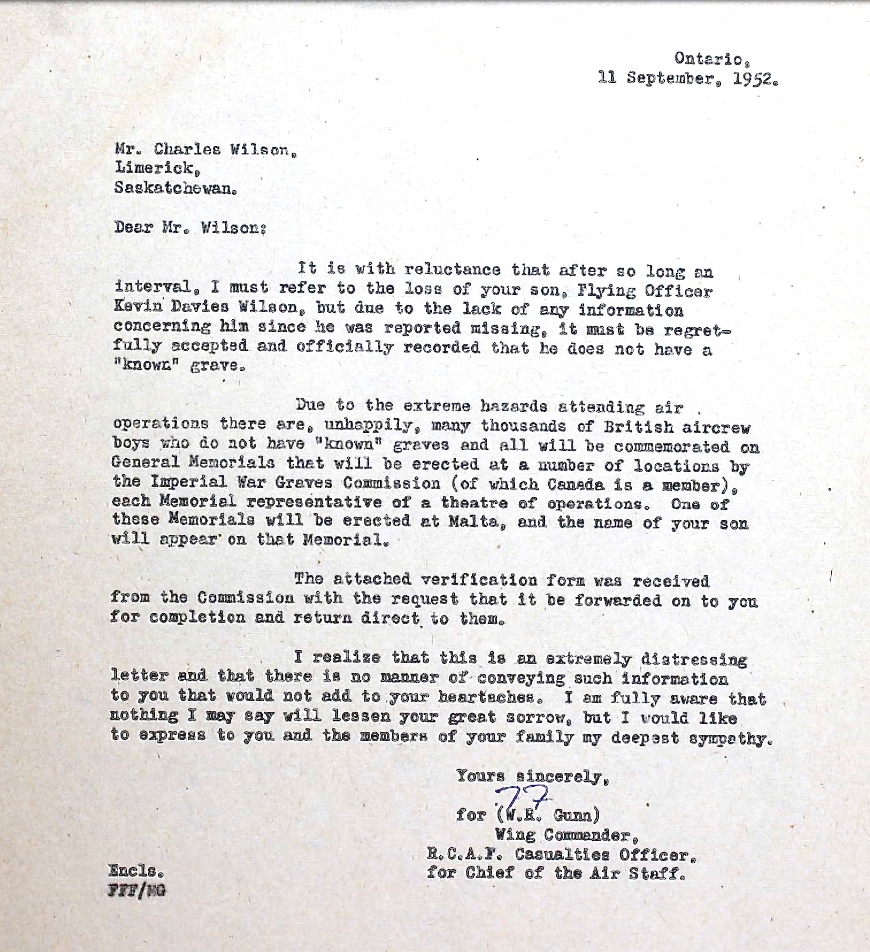 Ontario,
11 September, 1952.
Mr. Charles Wilson,
Limerick,
Saskatchewan.
Dear Mr. Wilson:
It is with reluctance that after so long an
interval, I must refer to the loss of your son, Flying Officer
Kevin Davies Wilson, but due to the lack of any information
concerning him since he was reported missing, it must be regret-
fully accepted and officially recorded that he does not have a
"known" grave.
Due to the extreme hazards attending air
operations there are, unhappily, many thousands of British aircrew
boys who do not have "known" graves and all will be commemorated on
General Memorials that will be erected at a number of locations by
the Imperial War Graves Commission (of which Canada is a member),
each Memorial representative of a theatre of operations. One of
these Memorials will be erected at Malta, and the name of your son
will appear on that Memorial.
The attached verification form was received
from the Commission with the request that it be forwarded on to you
for completion and return direct to them.
I realize that this is an extremely distressing
letter and that there is no manner of conveying such information
to you that would not add to your heartaches. I am fully aware that
nothing I may say will lessen your great sorrow, but I would like
to express to you and the members of your family my deepest sympathy.
Yours sincerely,
for (W.R. Gunn)
Wing Commander,
R.C.A.F. Casualties Officer,
for Chief of the Air Staff.
Encls.
FFF/MG